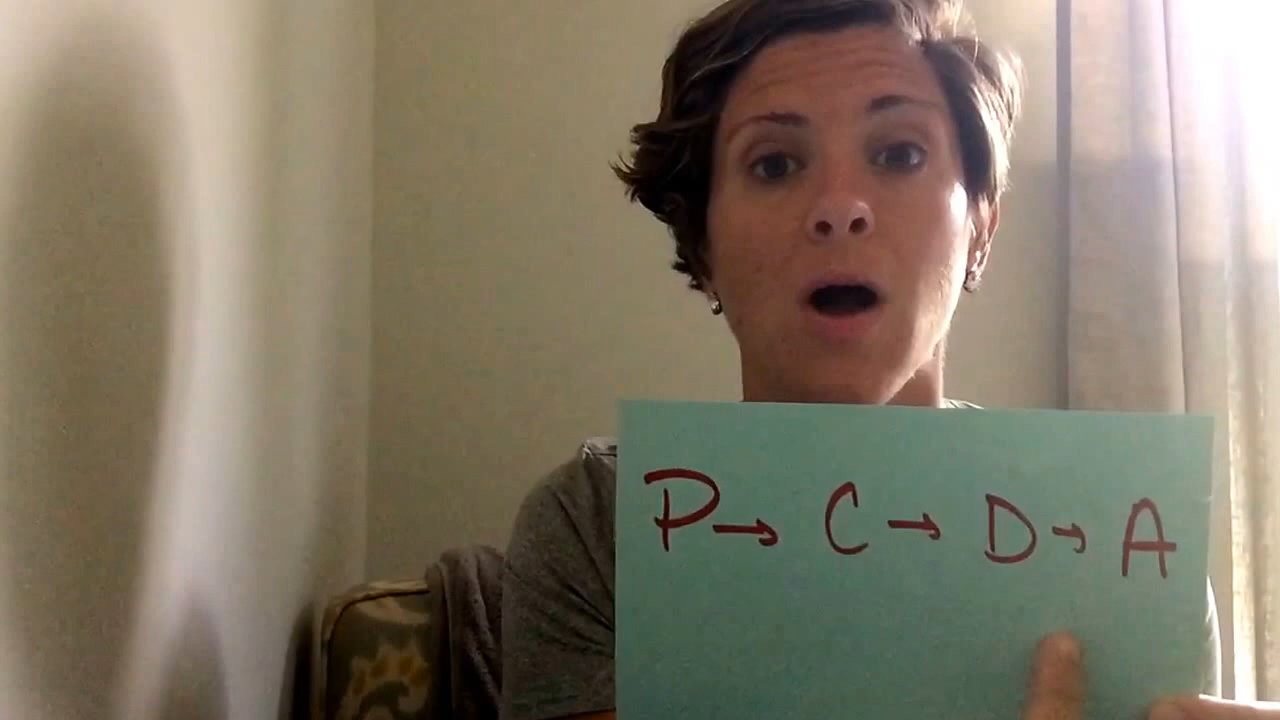 P → C → D → A